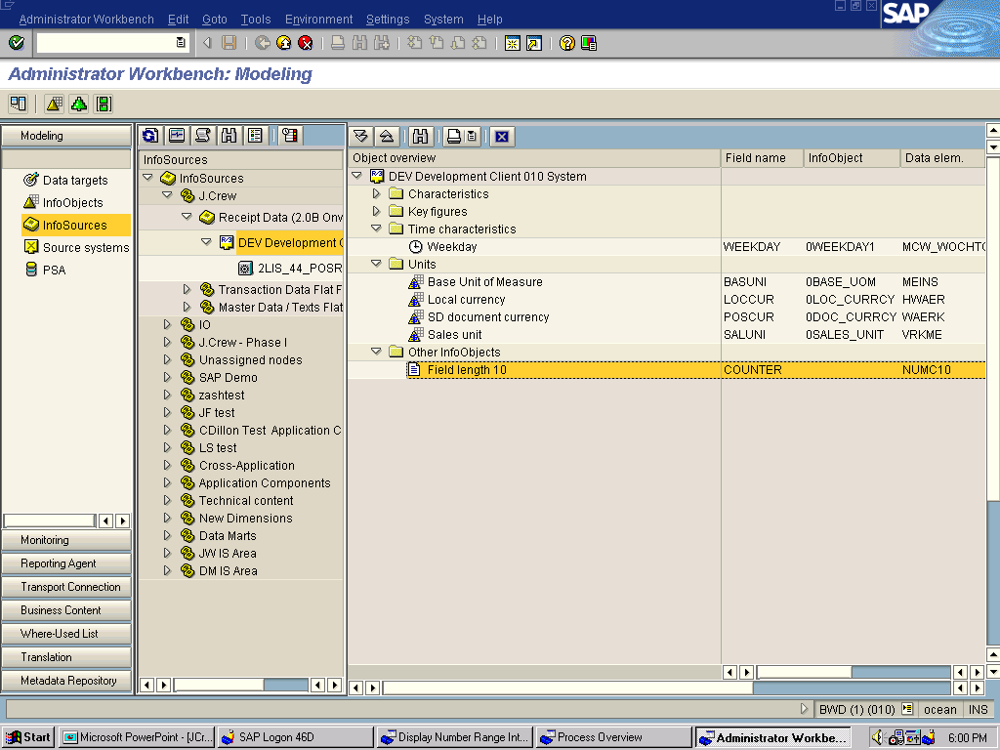 Administrator Workbench Edit Goto Tools Environment Settings System Help
SAP
Administrator Workbench: Modeling
Modeling
Data targets
InfoObjects
InfoSources
Source systems
PSA
Monitoring
Reporting Agent
Transport Connection
Business Content
Where-Used List
Translation
Metadata Repository
InfoSources
InfoSources
J.Crew
Receipt Data (2.0B Onw
DEV Development C
2LIS_44_POSR
Transaction Data Flat F
Master Data / Texts Flat
IO
J.Crew - Phase I
Unassigned nodes
SAP Demo
zashtest
JF test
CDillon Test Application C
LS test
Cross-Application
Application Components
Technical content
New Dimensions
Data Marts
JW IS Area
DM IS Area
Object overview Field name InfoObject Data elem.
DEV Development Client 010 System
Characteristics
Key figures
Time characteristics
Weekday WEEKDAY 0WEEKDAY1 MCW_WOCHTO
Units
Base Unit of Measure BASUNI 0BASE_UOM MEINS
Local currency LOCCUR 0LOC_CURRCY HWAER
SD document currency POSCUR 0DOC_CURRCY WAERK
Sales unit SALUNI 0SALES_UNIT VRKME
Other InfoObjects
Field length 10 COUNTER NUMC10
BWD (1) (010) ocean INS
Start Microsoft PowerPoint - [JCr... SAP Logon 46D Display Number Range Int... Process Overview Administrator Workbe... 6:00 PM